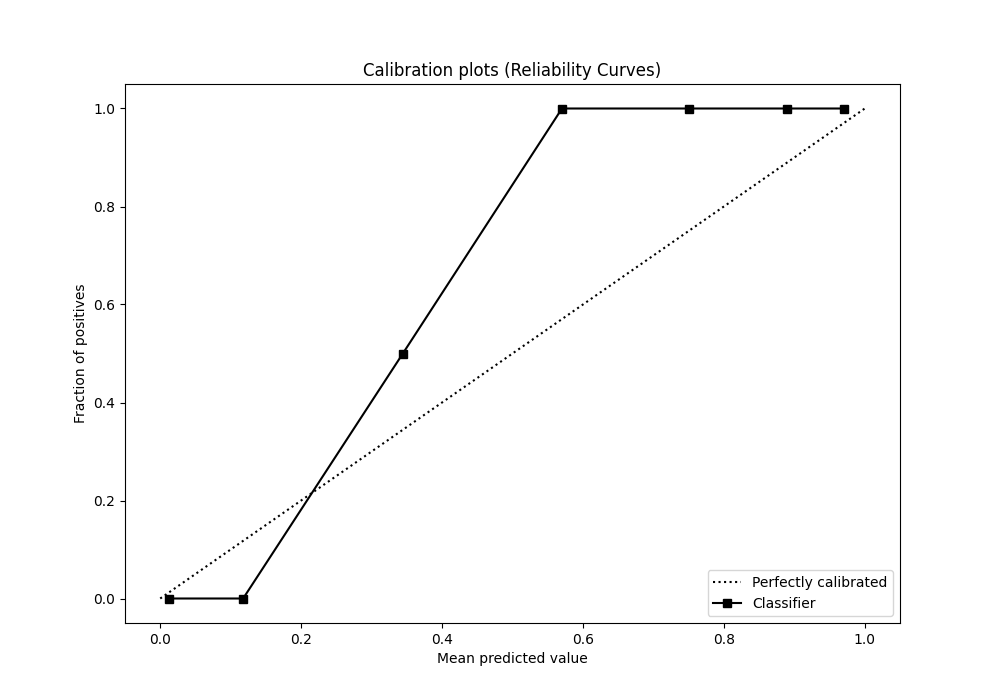 Calibration plots (Reliability Curves)
1.0
0.8
0.6
0.4
0.2
0.0
Fraction of positives
Perfectly calibrated
Classifier
0.0 0.2 0.4 0.6 0.8 1.0
Mean predicted value